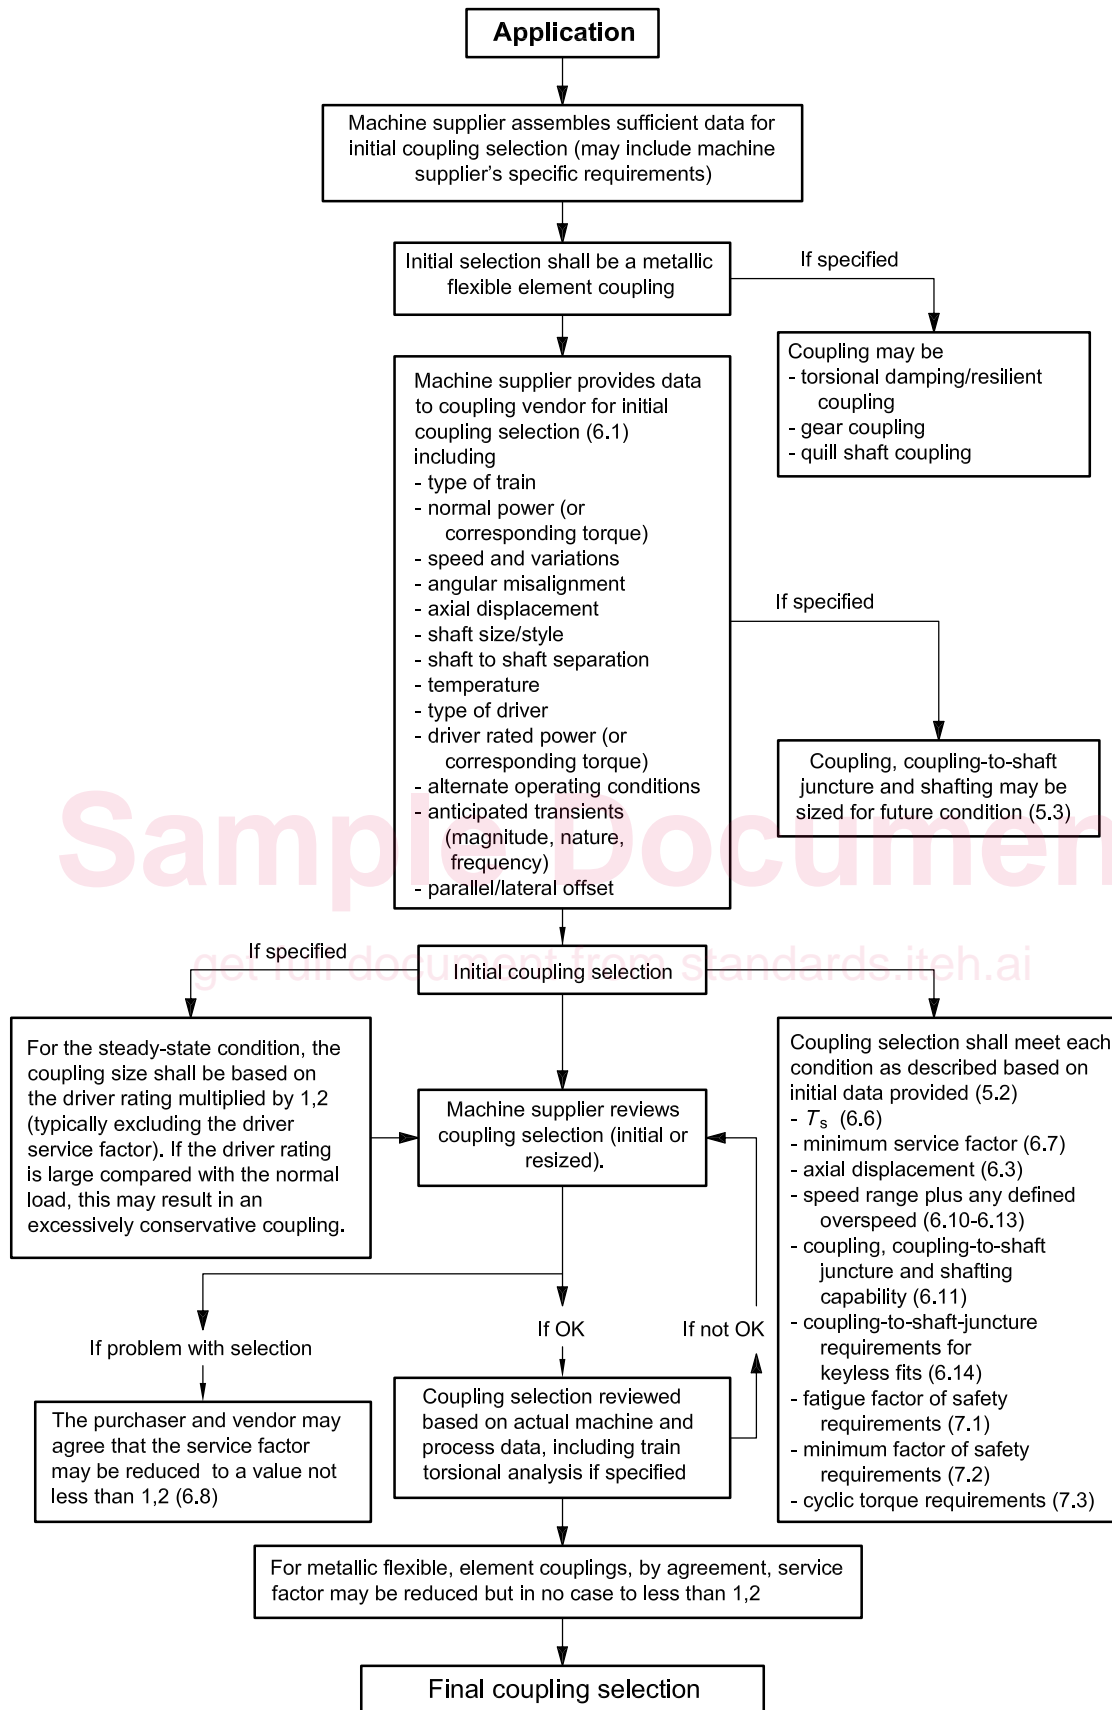 Application
Machine supplier assembles sufficient data for
initial coupling selection (may include machine
supplier's specific requirements)
Initial selection shall be a metallic
flexible element coupling
If specified
Coupling may be
- torsional damping/resilient
coupling
- gear coupling
- quill shaft coupling
Machine supplier provides data
to coupling vendor for initial
coupling selection (6.1)
including
- type of train
- normal power (or
corresponding torque)
- speed and variations
- angular misalignment
- axial displacement
- shaft size/style
- shaft to shaft separation
- temperature
- type of driver
- driver rated power (or
corresponding torque)
- alternate operating conditions
- anticipated transients
(magnitude, nature,
frequency)
- parallel/lateral offset
If specified
Coupling, coupling-to-shaft
juncture and shafting may be
sized for future condition (5.3)
Sample Documen
get full document from standards.iteh.ai
If specified
Initial coupling selection
For the steady-state condition, the
coupling size shall be based on
the driver rating multiplied by 1,2
(typically excluding the driver
service factor). If the driver rating
is large compared with the normal
load, this may result in an
excessively conservative coupling.
Machine supplier reviews
coupling selection (initial or
resized).
Coupling selection shall meet each
condition as described based on
initial data provided (5.2)
- Ts (6.6)
- minimum service factor (6.7)
- axial displacement (6.3)
- speed range plus any defined
overspeed (6.10-6.13)
- coupling, coupling-to-shaft
juncture and shafting
capability (6.11)
- coupling-to-shaft-juncture
requirements for
keyless fits (6.14)
- fatigue factor of safety
requirements (7.1)
- minimum factor of safety
requirements (7.2)
- cyclic torque requirements (7.3)
If problem with selection
If OK
If not OK
The purchaser and vendor may
agree that the service factor
may be reduced to a value not
less than 1,2 (6.8)
Coupling selection reviewed
based on actual machine and
process data, including train
torsional analysis if specified
For metallic flexible, element couplings, by agreement, service
factor may be reduced but in no case to less than 1,2
Final coupling selection